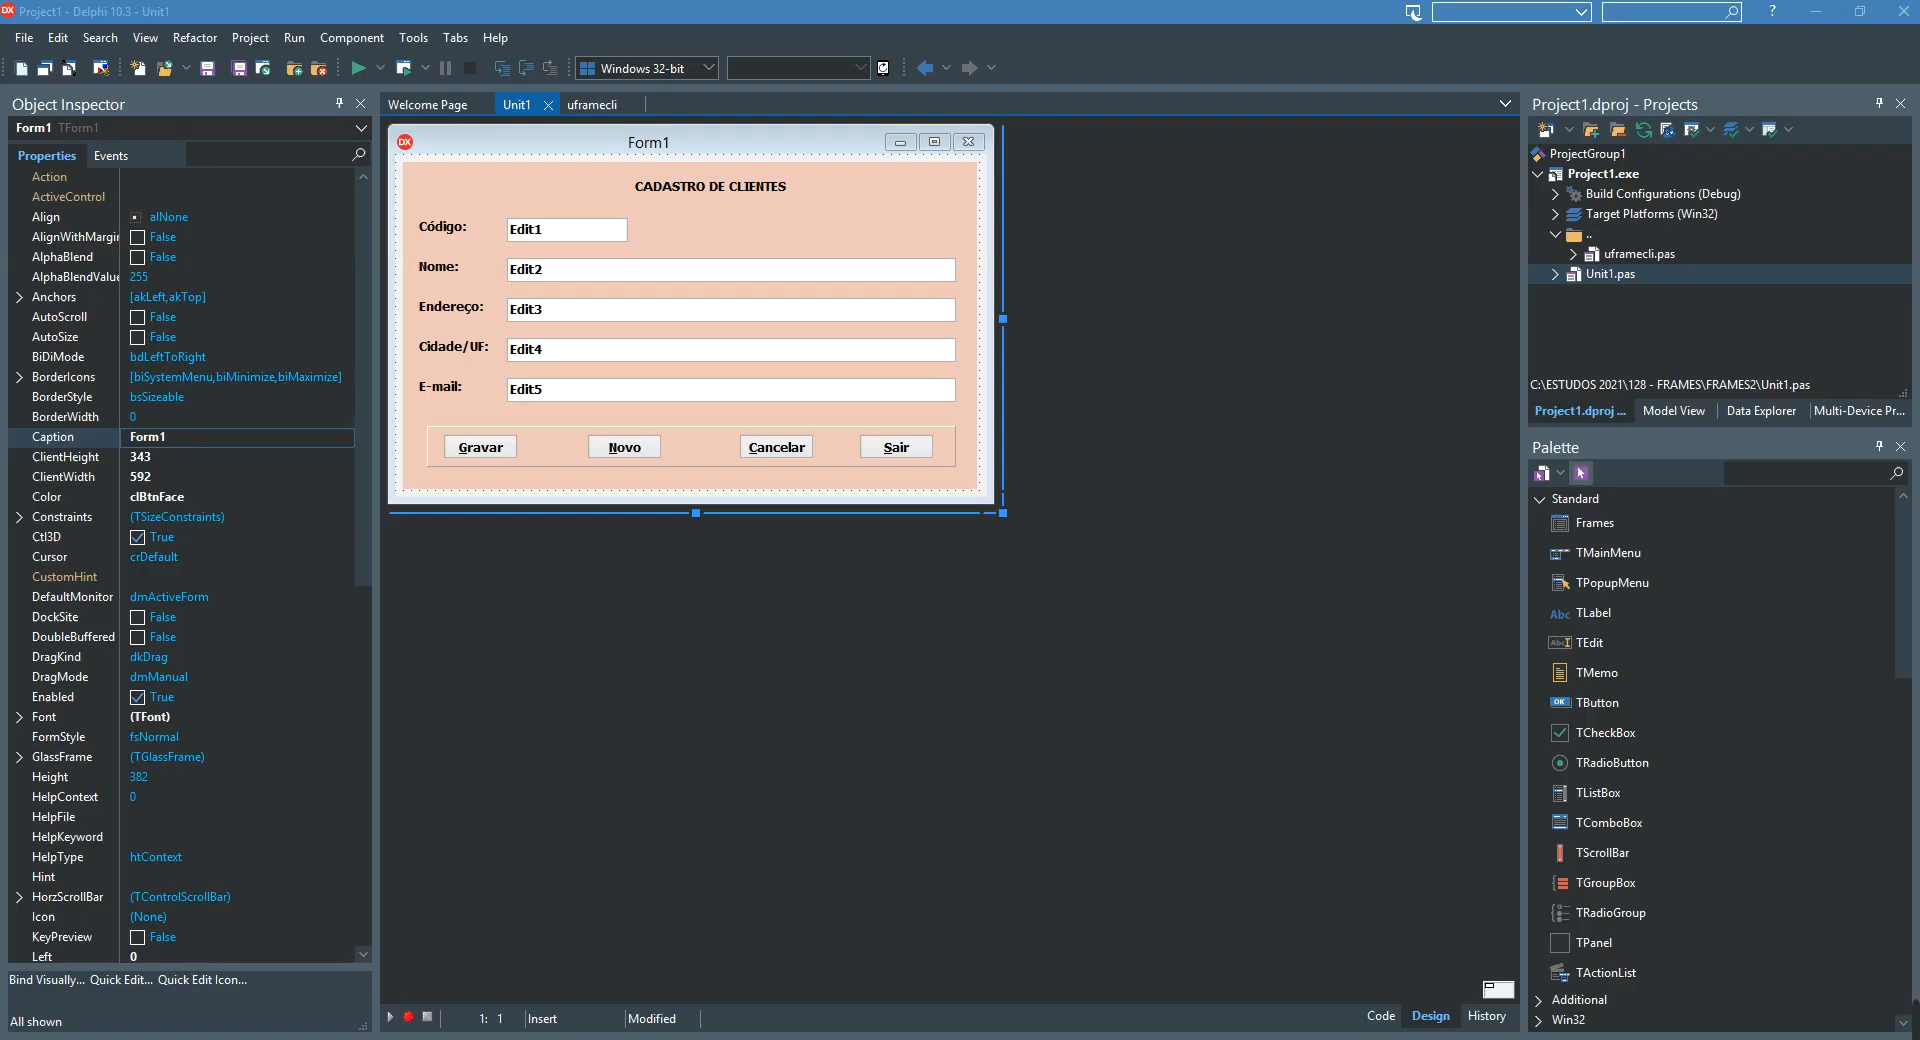 Project1 - Delphi 10.3 - Unit1
File Edit Search View Refactor Project Run Component Tools Tabs Help
Windows 32-bit
Object Inspector
Form1 TForm1
Properties Events
Action
ActiveControl
Align alNone
AlignWithMargin False
AlphaBlend False
AlphaBlendValue 255
Anchors [akLeft,akTop]
AutoScroll False
AutoSize False
BiDiMode bdLeftToRight
BorderIcons [biSystemMenu,biMinimize,biMaximize]
BorderStyle bsSizeable
BorderWidth 0
Caption Form1
ClientHeight 343
ClientWidth 592
Color clBtnFace
Constraints (TSizeConstraints)
Ctl3D True
Cursor crDefault
CustomHint
DefaultMonitor dmActiveForm
DockSite False
DoubleBuffered False
DragKind dkDrag
DragMode dmManual
Enabled True
Font (TFont)
FormStyle fsNormal
GlassFrame (TGlassFrame)
Height 382
HelpContext 0
HelpFile
HelpKeyword
HelpType htContext
Hint
HorzScrollBar (TControlScrollBar)
Icon (None)
KeyPreview False
Left 0
Bind Visually... Quick Edit... Quick Edit Icon...
All shown
Welcome Page Unit1 uframecli
DX Form1
CADASTRO DE CLIENTES
Código: Edit1
Nome: Edit2
Endereço: Edit3
Cidade/UF: Edit4
E-mail: Edit5
Gravar Novo Cancelar Sair
1: 1 Insert Modified
Code Design History
Project1.dproj - Projects
ProjectGroup1
Project1.exe
Build Configurations (Debug)
Target Platforms (Win32)
..
uframecli.pas
Unit1.pas
C:\ESTUDOS 2021\128 - FRAMES\FRAMES2\Unit1.pas
Project1.dproj ... Model View Data Explorer Multi-Device Pr...
Palette
Standard
Frames
TMainMenu
TPopupMenu
Abc TLabel
TEdit
TMemo
OK TButton
TCheckBox
TRadioButton
TListBox
TComboBox
TScrollBar
TGroupBox
TRadioGroup
TPanel
TActionList
Additional
Win32